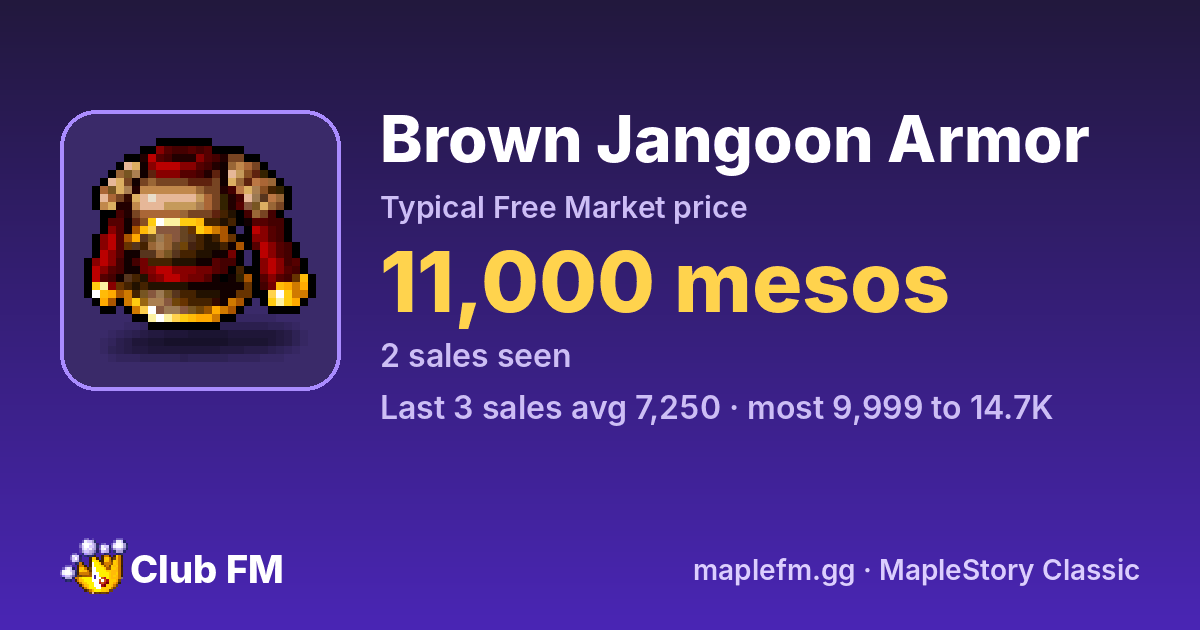 Brown Jangoon Armor
Typical Free Market price
11,000 mesos
2 sales seen
Last 3 sales avg 7,250 · most 9,999 to 14.7K
Club FM
maplefm.gg · MapleStory Classic